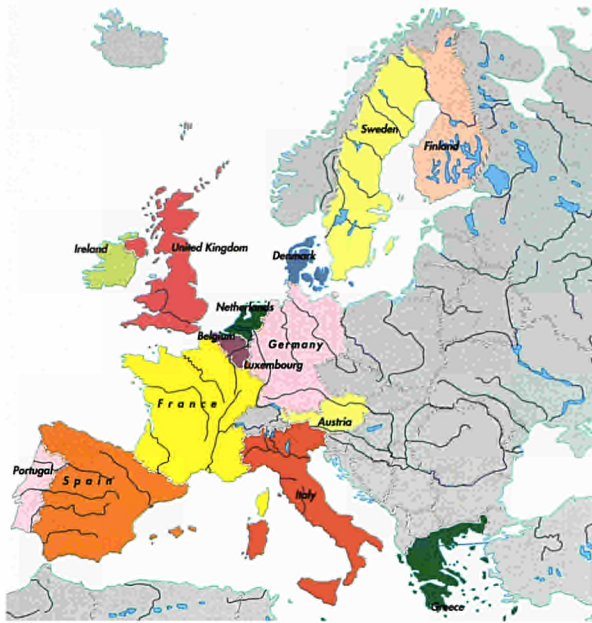 Sweden
Finland
Ireland
United Kingdom
Denmark
Netherlands
Belgium
Germany
Luxembourg
France
Austria
Portugal
Spain
Italy
Greece